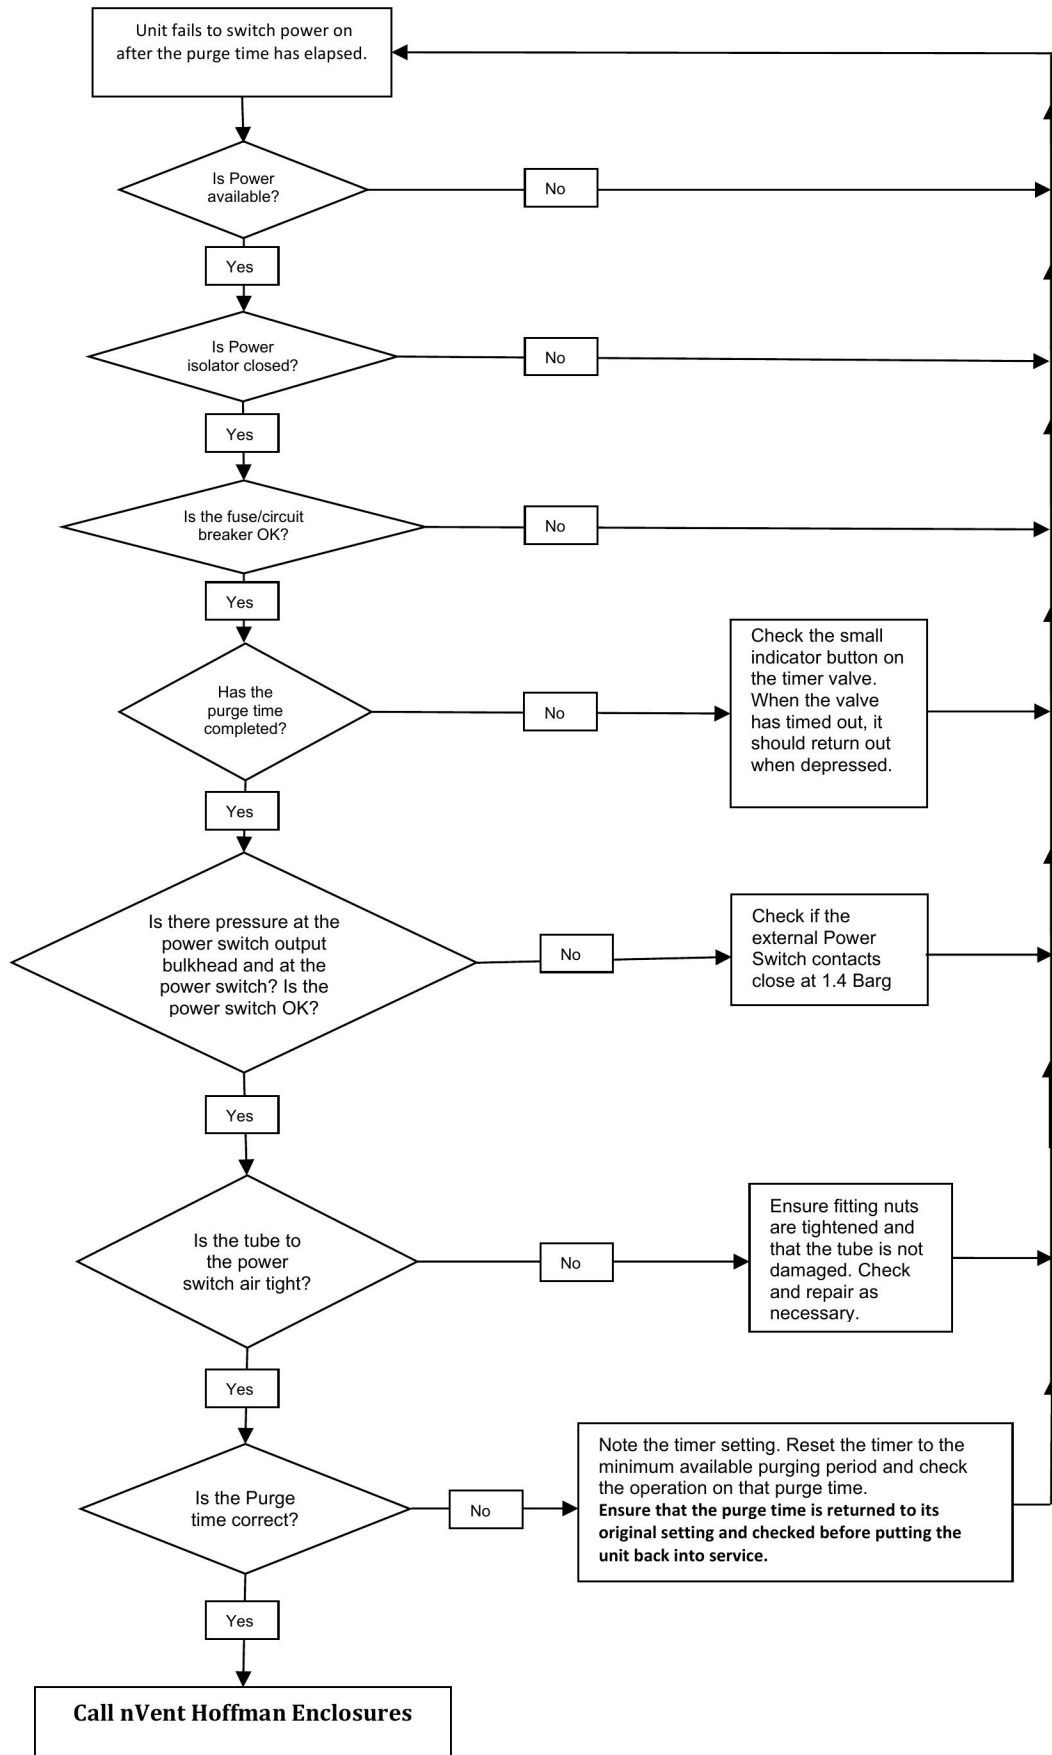 Unit fails to switch power on
after the purge time has elapsed.
Is Power
available?
No
Yes
Is Power
isolator closed?
No
Yes
Is the fuse/circuit
breaker OK?
No
Yes
Has the
purge time
completed?
No
Check the small
indicator button on
the timer valve.
When the valve
has timed out, it
should return out
when depressed.
Yes
Is there pressure at the
power switch output
bulkhead and at the
power switch? Is the
power switch OK?
No
Check if the
external Power
Switch contacts
close at 1.4 Barg
Yes
Is the tube to
the power
switch air tight?
No
Ensure fitting nuts
are tightened and
that the tube is not
damaged. Check
and repair as
necessary.
Yes
Is the Purge
time correct?
No
Note the timer setting. Reset the timer to the
minimum available purging period and check
the operation on that purge time.
Ensure that the purge time is returned to its
original setting and checked before putting the
unit back into service.
Yes
Call nVent Hoffman Enclosures